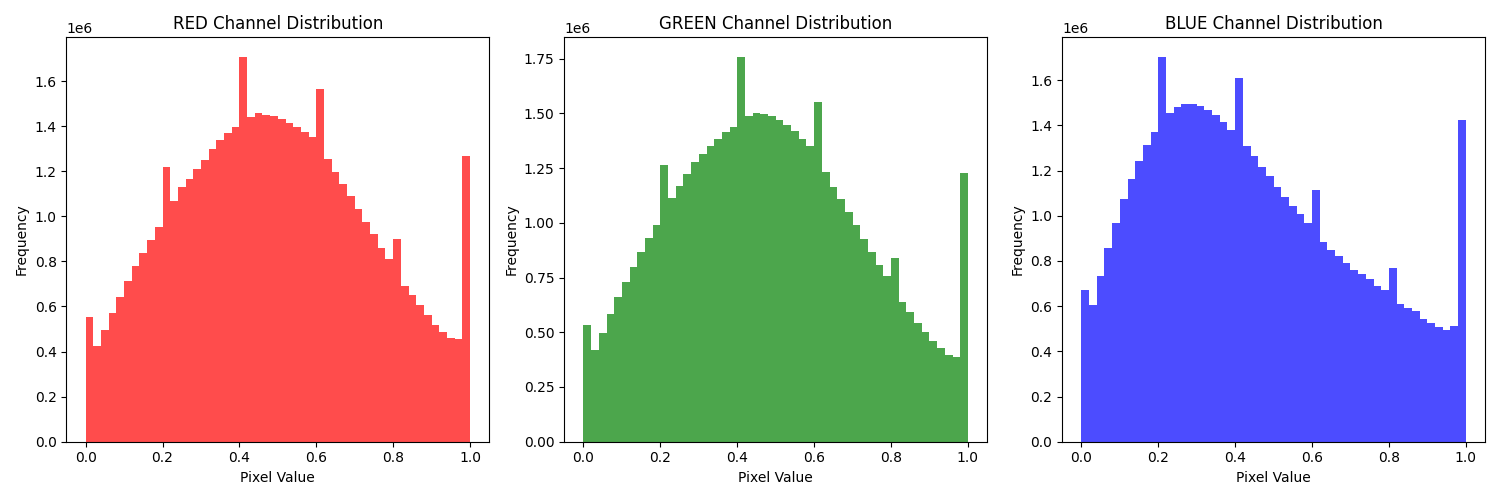 RED Channel Distribution
1e6
Frequency
1.6
1.4
1.2
1.0
0.8
0.6
0.4
0.2
0.0
0.0 0.2 0.4 0.6 0.8 1.0
Pixel Value
GREEN Channel Distribution
1e6
Frequency
1.75
1.50
1.25
1.00
0.75
0.50
0.25
0.00
0.0 0.2 0.4 0.6 0.8 1.0
Pixel Value
BLUE Channel Distribution
1e6
Frequency
1.6
1.4
1.2
1.0
0.8
0.6
0.4
0.2
0.0
0.0 0.2 0.4 0.6 0.8 1.0
Pixel Value